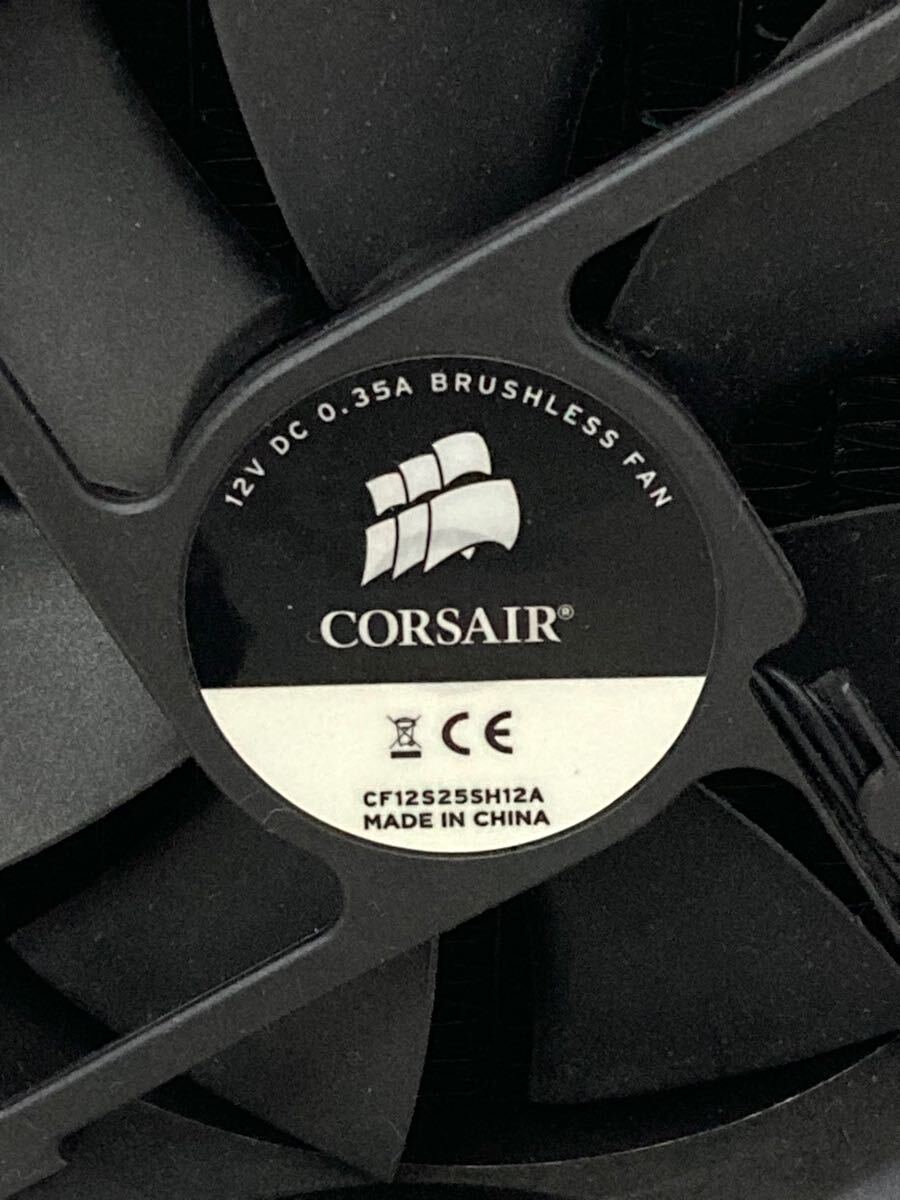 12V DC 0.35A BRUSHLESS FAN
CORSAIR®
CE
CF12S25SH12A
MADE IN CHINA